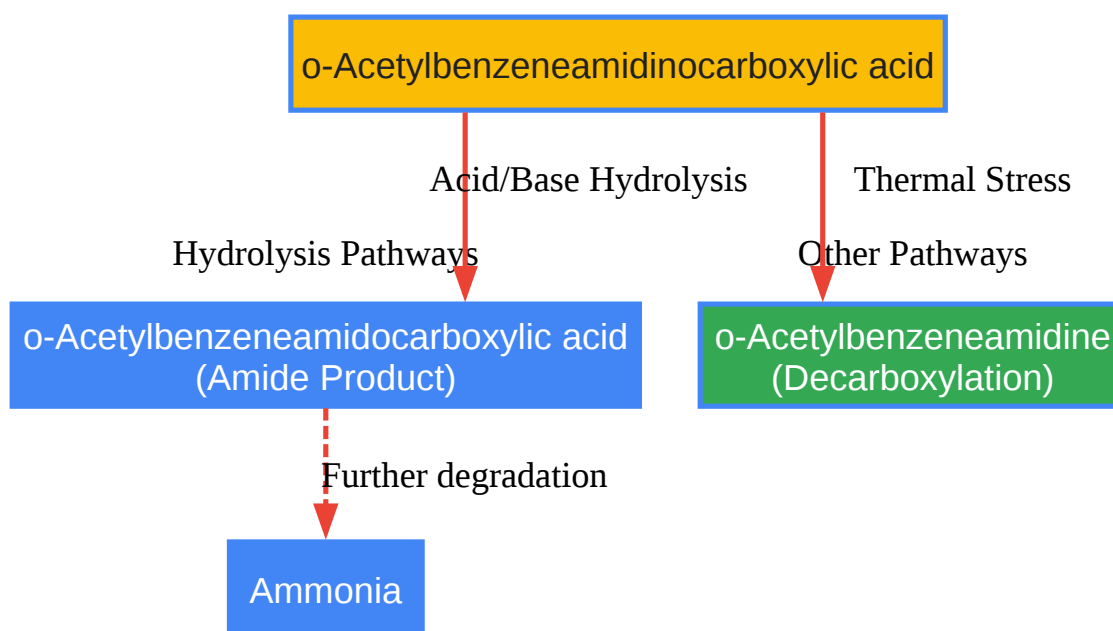 o-Acetylbenzeneamidinocarboxylic acid
Acid/Base Hydrolysis
Thermal Stress
Hydrolysis Pathways
Other Pathways
o-Acetylbenzeneamidocarboxylic acid
(Amide Product)
o-Acetylbenzeneamidine
(Decarboxylation)
Further degradation
Ammonia